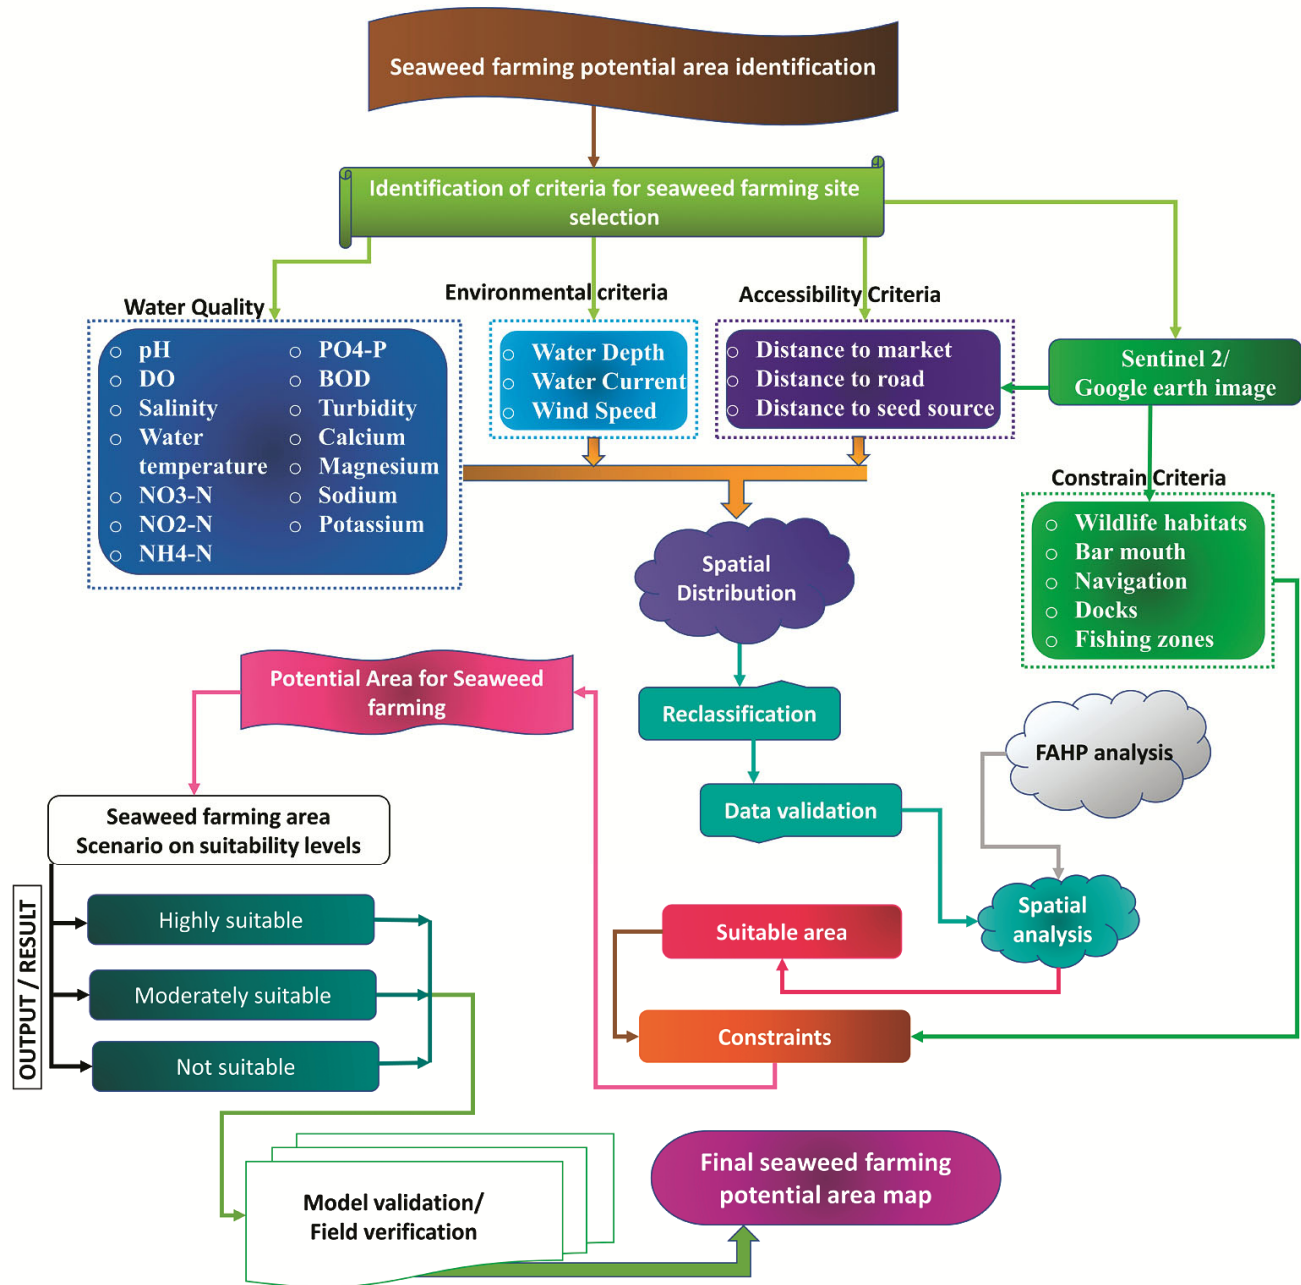 Seaweed farming potential area identification
Identification of criteria for seaweed farming site
selection
Water Quality
pH
DO
Salinity
Water
temperature
NO3-N
NO2-N
NH4-N
PO4-P
BOD
Turbidity
Calcium
Magnesium
Sodium
Potassium
Environmental criteria
Water Depth
Water Current
Wind Speed
Accessibility Criteria
Distance to market
Distance to road
Distance to seed source
Sentinel 2/
Google earth image
Constrain Criteria
Wildlife habitats
Bar mouth
Navigation
Docks
Fishing zones
Spatial
Distribution
Potential Area for Seaweed
farming
Reclassification
FAHP analysis
Data validation
Seaweed farming area
Scenario on suitability levels
OUTPUT / RESULT
Highly suitable
Moderately suitable
Not suitable
Suitable area
Spatial
analysis
Constraints
Model validation/
Field verification
Final seaweed farming
potential area map